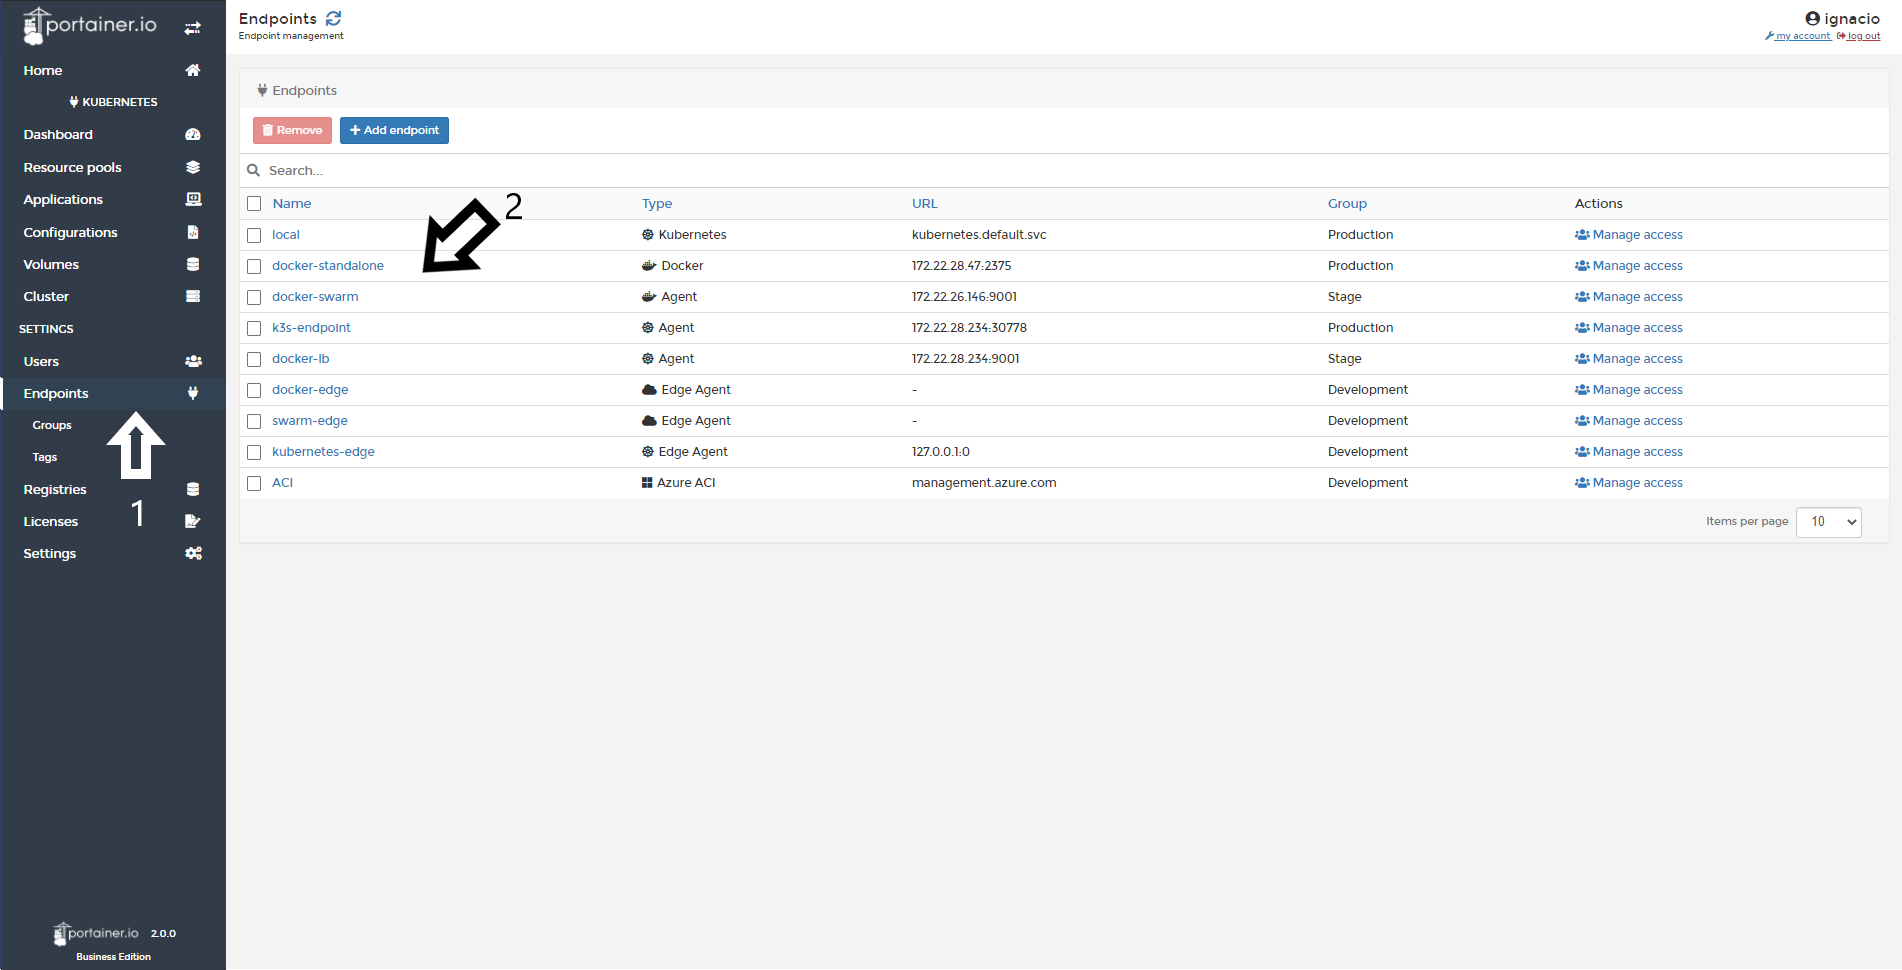 portainer.io
Home
KUBERNETES
Dashboard
Resource pools
Applications
Configurations
Volumes
Cluster
SETTINGS
Users
Endpoints
Groups
Tags
Registries
Licenses
Settings
1
portainer.io 2.0.0
Business Edition
Endpoints
Endpoint management
ignacio
my account log out
Endpoints
Remove Add endpoint
Search...
2
Name Type URL Group Actions
local Kubernetes kubernetes.default.svc Production Manage access
docker-standalone Docker 172.22.28.47:2375 Production Manage access
docker-swarm Agent 172.22.26.146:9001 Stage Manage access
k3s-endpoint Agent 172.22.28.234:30778 Production Manage access
docker-lb Agent 172.22.28.234:9001 Stage Manage access
docker-edge Edge Agent - Development Manage access
swarm-edge Edge Agent - Development Manage access
kubernetes-edge Edge Agent 127.0.0.1:0 Development Manage access
ACI Azure ACI management.azure.com Development Manage access
Items per page 10